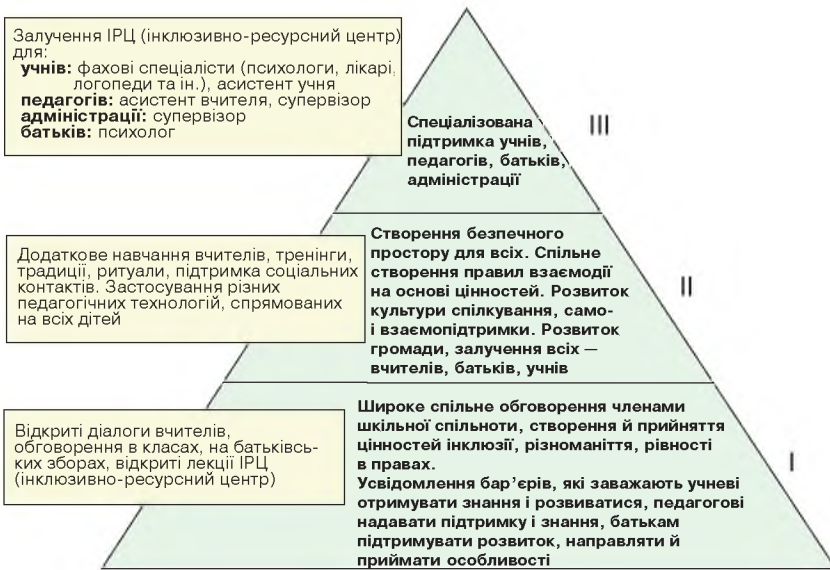 Залучення ІРЦ (інклюзивно-ресурсний центр)
для:
учнів: фахові спеціалісти (психологи, лікарі,
логопеди та ін.), асистент учня
педагогів: асистент вчителя, супервізор
адміністрації: супервізор
батьків: психолог
Спеціалізована
підтримка учнів,
педагогів, батьків,
адміністрації
III
Додаткове навчання вчителів, тренінги,
традиції, ритуали, підтримка соціальних
контактів. Застосування різних
педагогічних технологій, спрямованих
на всіх дітей
Створення безпечного
простору для всіх. Спільне
створення правил взаємодії
на основі цінностей. Розвиток
культури спілкування, само-
і взаємопідтримки. Розвиток
громади, залучення всіх —
вчителів, батьків, учнів
II
Відкриті діалоги вчителів,
обговорення в класах, на батьківсь-
ких зборах, відкриті лекції ІРЦ
(інклюзивно-ресурсний центр)
Широке спільне обговорення членами
шкільної спільноти, створення й прийняття
цінностей інклюзії, різноманіття, рівності
в правах.
Усвідомлення бар’єрів, які заважають учневі
отримувати знання і розвиватися, педагогові
надавати підтримку і знання, батькам
підтримувати розвиток, направляти й
приймати особливості
I